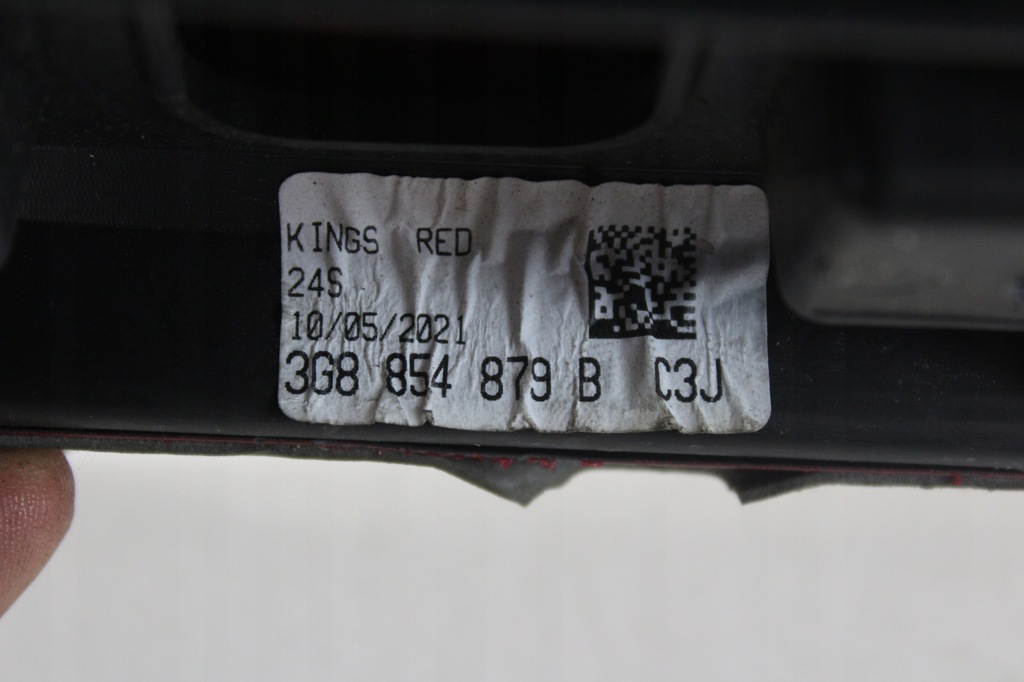 KINGS RED
24S
10/05/2021
3G8 854 879 B C3J